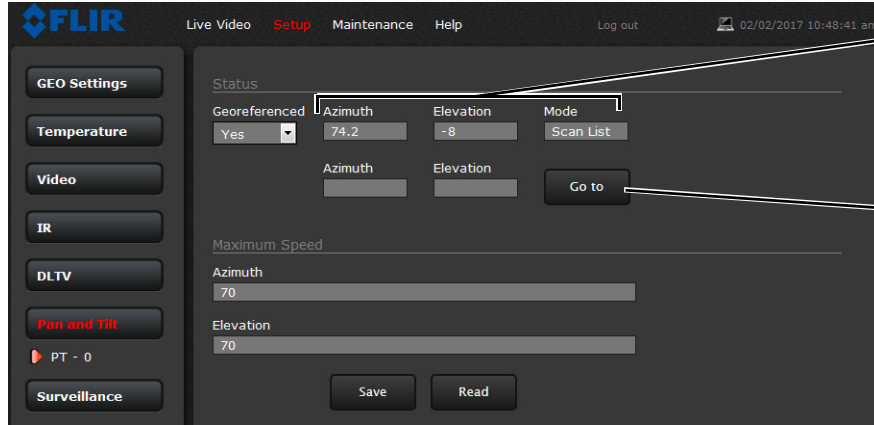 FLIR Live Video Setup Maintenance Help Log out 02/02/2017 10:48:41 am
GEO Settings
Temperature
Video
IR
DLTV
Pan and Tilt
PT - 0
Surveillance
Status
Georeferenced Azimuth Elevation Mode
Yes 74.2 -8 Scan List
Azimuth Elevation
Go to
Maximum Speed
Azimuth
70
Elevation
70
Save Read